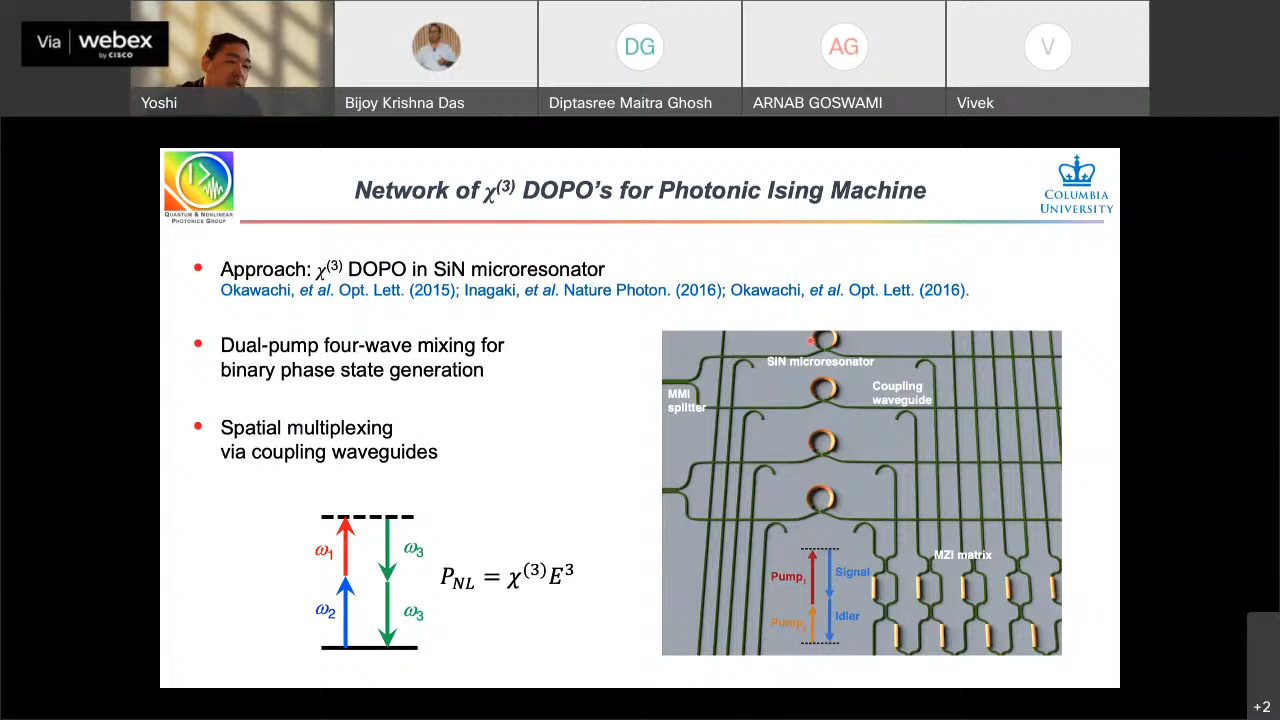 Via webex
by CISCO
Yoshi
Bijoy Krishna Das
DG
Diptasree Maitra Ghosh
AG
ARNAB GOSWAMI
V
Vivek
QUANTUM & NONLINEAR
PHOTONICS GROUP
Network of χ(3) DOPO's for Photonic Ising Machine
COLUMBIA
UNIVERSITY
• Approach: χ(3) DOPO in SiN microresonator
Okawachi, et al. Opt. Lett. (2015); Inagaki, et al. Nature Photon. (2016); Okawachi, et al. Opt. Lett. (2016).
• Dual-pump four-wave mixing for
binary phase state generation
• Spatial multiplexing
via coupling waveguides
ω1
ω2
ω3
ω3
PNL = χ(3)E3
SiN microresonator
MMI
splitter
Coupling
waveguide
MZI matrix
Pump1
Signal
Pump2
Idler
+2